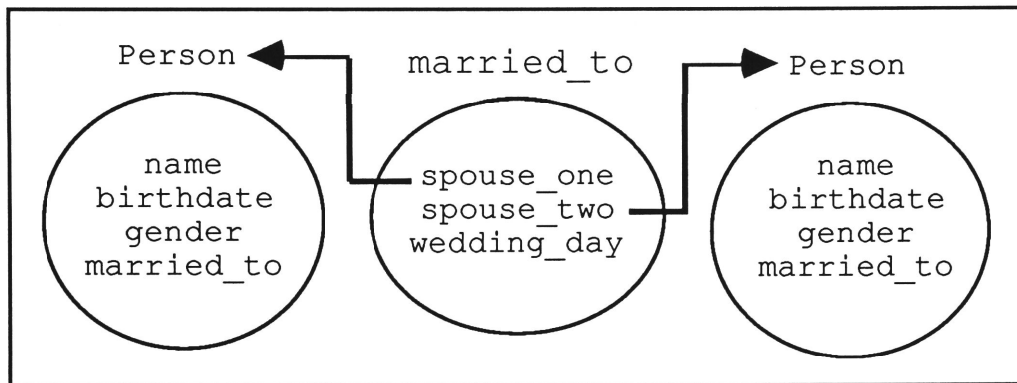 Person
name
birthdate
gender
married_to
married_to
spouse_one
spouse_two
wedding_day
Person
name
birthdate
gender
married_to